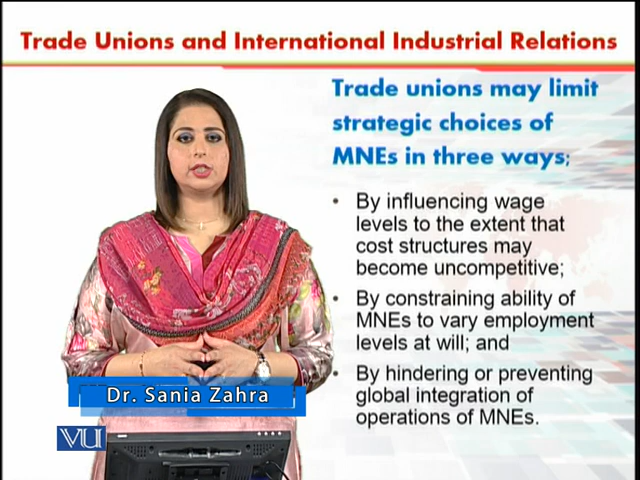 Trade Unions and International Industrial Relations
Trade unions may limit
strategic choices of
MNEs in three ways;
• By influencing wage
levels to the extent that
cost structures may
become uncompetitive;
• By constraining ability of
MNEs to vary employment
levels at will; and
• By hindering or preventing
global integration of
operations of MNEs.
Dr. Sania Zahra
VU